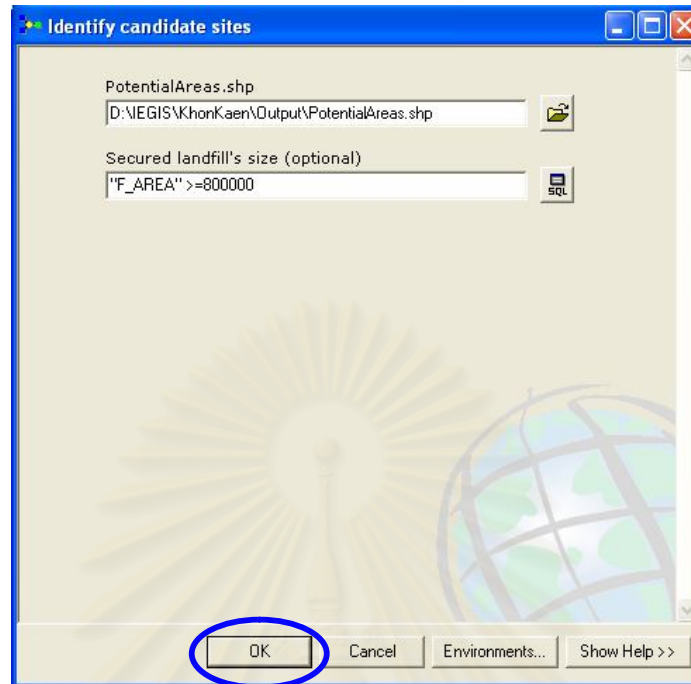 Identify candidate sites
PotentialAreas.shp
D:\IEGIS\KhonKaen\Output\PotentialAreas.shp
Secured landfill's size (optional)
"F_AREA" >=800000
SQL
OK
Cancel
Environments...
Show Help >>